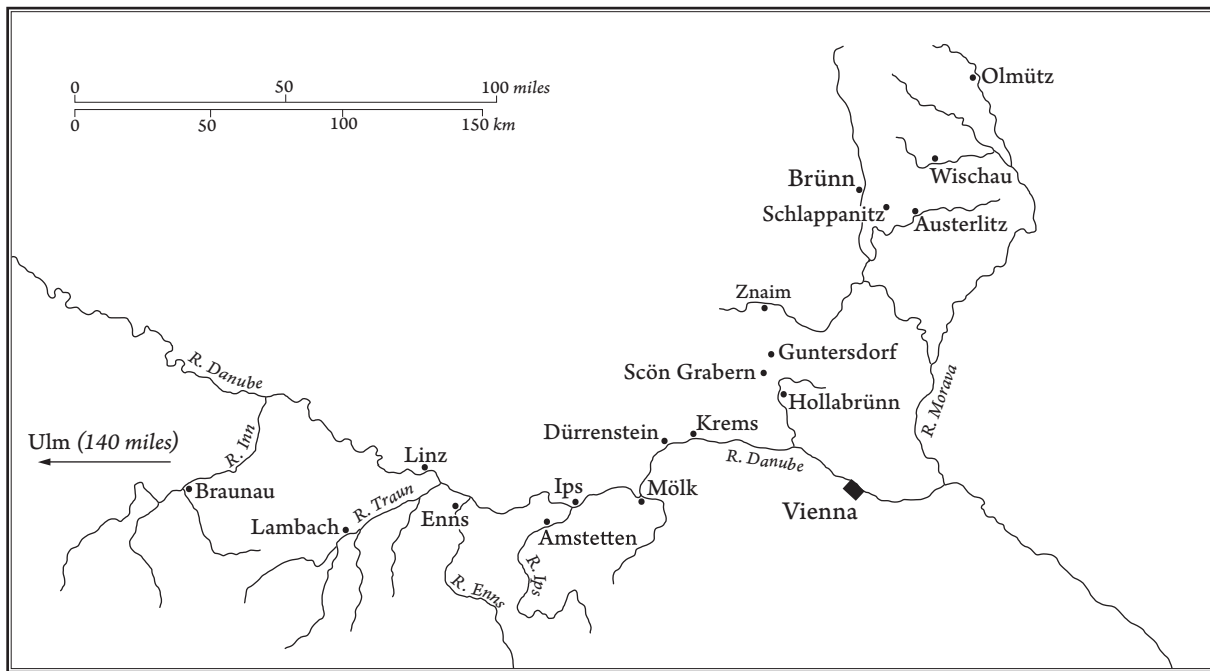 0 50 100 miles
0 50 100 150 km
Olmütz
Wischau
Brünn
Schlappanitz
Austerlitz
Znaim
Guntersdorf
Scön Grabern
Hollabrünn
R. Morava
R. Danube
Ulm (140 miles)
R. Inn
Braunau
Linz
R. Traun
Lambach
Enns
R. Enns
Ips
Amstetten
R. Ips
Mölk
Dürrenstein
Krems
R. Danube
Vienna